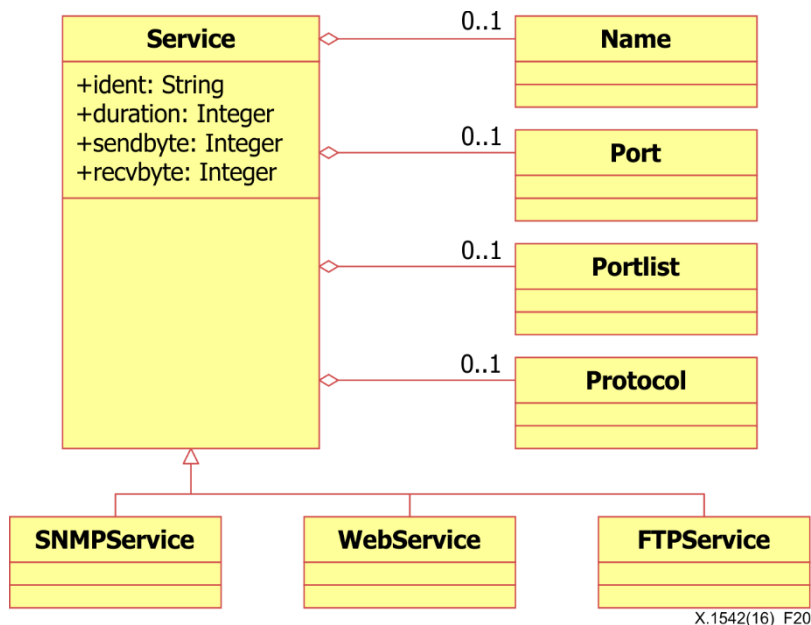 Service
+ident: String
+duration: Integer
+sendbyte: Integer
+recvbyte: Integer
0..1
Name
0..1
Port
0..1
Portlist
0..1
Protocol
SNMPService
WebService
FTPService
X.1542(16)_F20